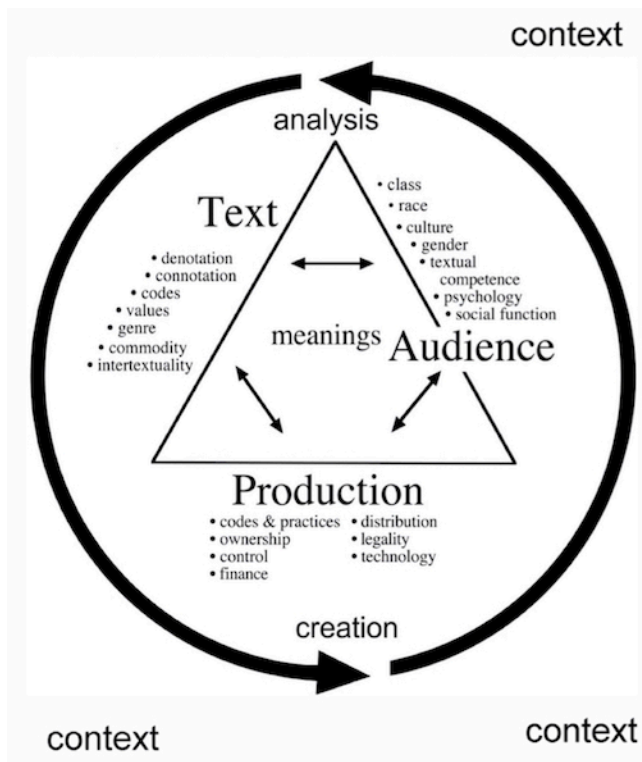 context
analysis
Text
• denotation
• connotation
• codes
• values
• genre
• commodity
• intertextuality
• class
• race
• culture
• gender
• textual
competence
• psychology
• social function
meanings
Audience
Production
• codes & practices
• ownership
• control
• finance
• distribution
• legality
• technology
creation
context
context